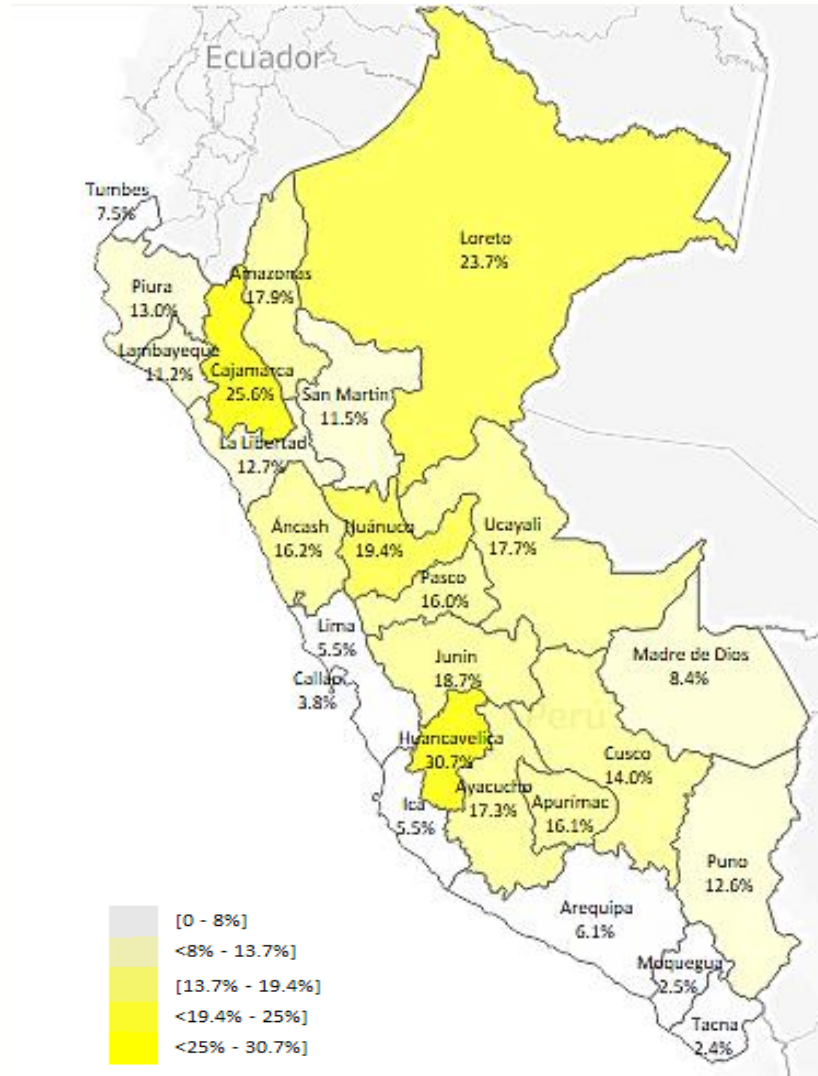 Ecuador
Tumbes
7.5%
Loreto
23.7%
Amazonas
17.9%
Piura
13.0%
Lambayeque
11.2%
Cajamarca
25.6%
San Martin
11.5%
La Libertad
12.7%
Áncash
16.2%
Huánuco
19.4%
Ucayali
17.7%
Pasco
16.0%
Lima
5.5%
Junin
18.7%
Madre de Dios
8.4%
Callao
3.8%
Perú
Huancavelica
30.7%
Cusco
14.0%
Ica
5.5%
Ayacucho
17.3%
Apurímac
16.1%
Puno
12.6%
Arequipa
6.1%
Moquegua
2.5%
Tacna
2.4%
[0 - 8%]
<8% - 13.7%]
[13.7% - 19.4%]
<19.4% - 25%]
<25% - 30.7%]